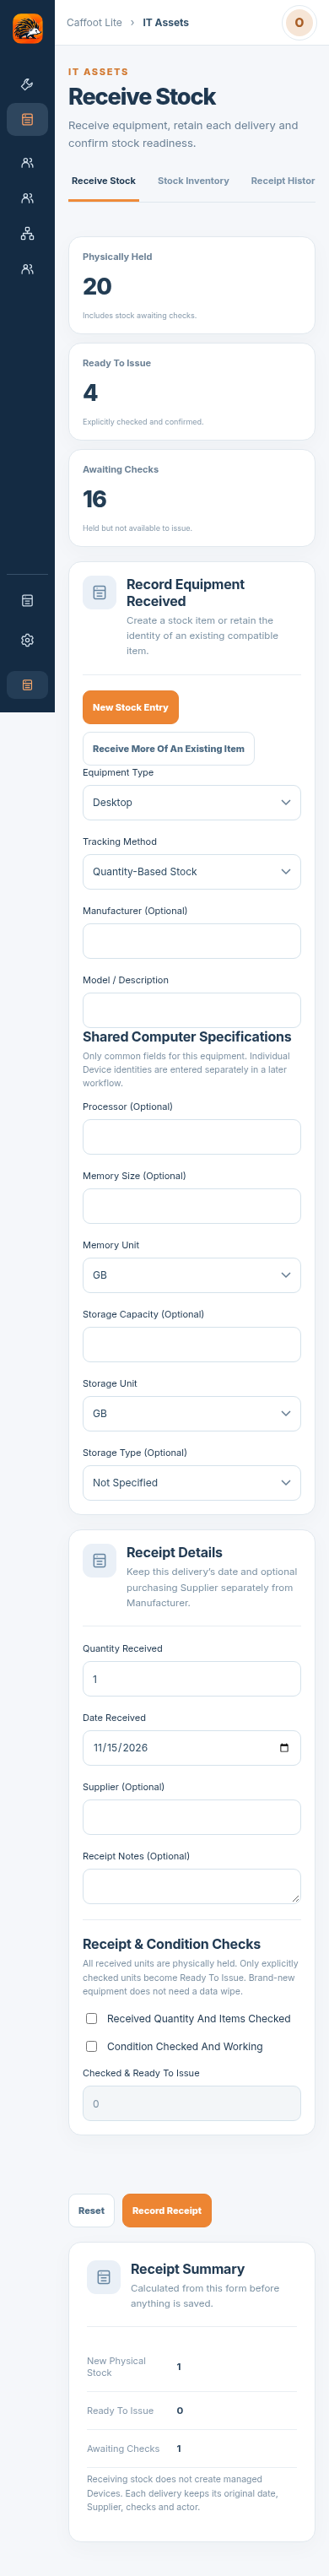 Caffoot Lite › IT Assets
O
IT ASSETS
Receive Stock
Receive equipment, retain each delivery and
confirm stock readiness.
Receive Stock Stock Inventory Receipt Histor
Physically Held
20
Includes stock awaiting checks.
Ready To Issue
4
Explicitly checked and confirmed.
Awaiting Checks
16
Held but not available to issue.
Record Equipment
Received
Create a stock item or retain the
identity of an existing compatible
item.
New Stock Entry
Receive More Of An Existing Item
Equipment Type
Desktop
Tracking Method
Quantity-Based Stock
Manufacturer (Optional)
Model / Description
Shared Computer Specifications
Only common fields for this equipment. Individual
Device identities are entered separately in a later
workflow.
Processor (Optional)
Memory Size (Optional)
Memory Unit
GB
Storage Capacity (Optional)
Storage Unit
GB
Storage Type (Optional)
Not Specified
Receipt Details
Keep this delivery's date and optional
purchasing Supplier separately from
Manufacturer.
Quantity Received
1
Date Received
11/15/2026
Supplier (Optional)
Receipt Notes (Optional)
Receipt & Condition Checks
All received units are physically held. Only explicitly
checked units become Ready To Issue. Brand-new
equipment does not need a data wipe.
Received Quantity And Items Checked
Condition Checked And Working
Checked & Ready To Issue
0
Reset Record Receipt
Receipt Summary
Calculated from this form before
anything is saved.
New Physical
Stock
1
Ready To Issue 0
Awaiting Checks 1
Receiving stock does not create managed
Devices. Each delivery keeps its original date,
Supplier, checks and actor.